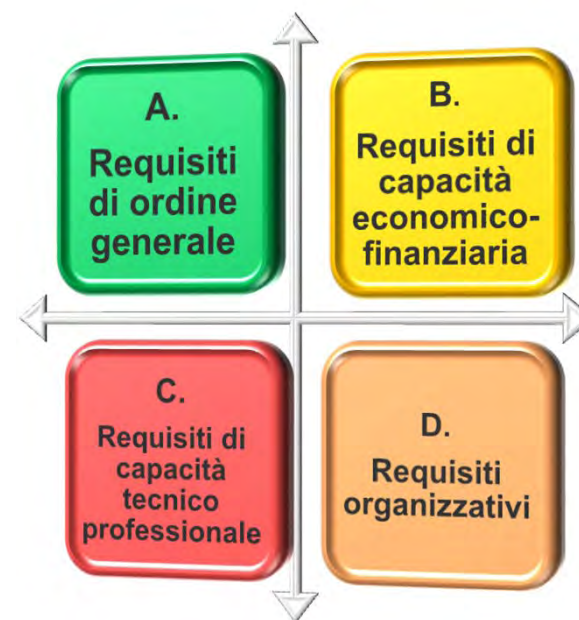 A.
Requisiti
di ordine
generale
B.
Requisiti di
capacità
economico-
finanziaria
C.
Requisiti di
capacità
tecnico
professionale
D.
Requisiti
organizzativi